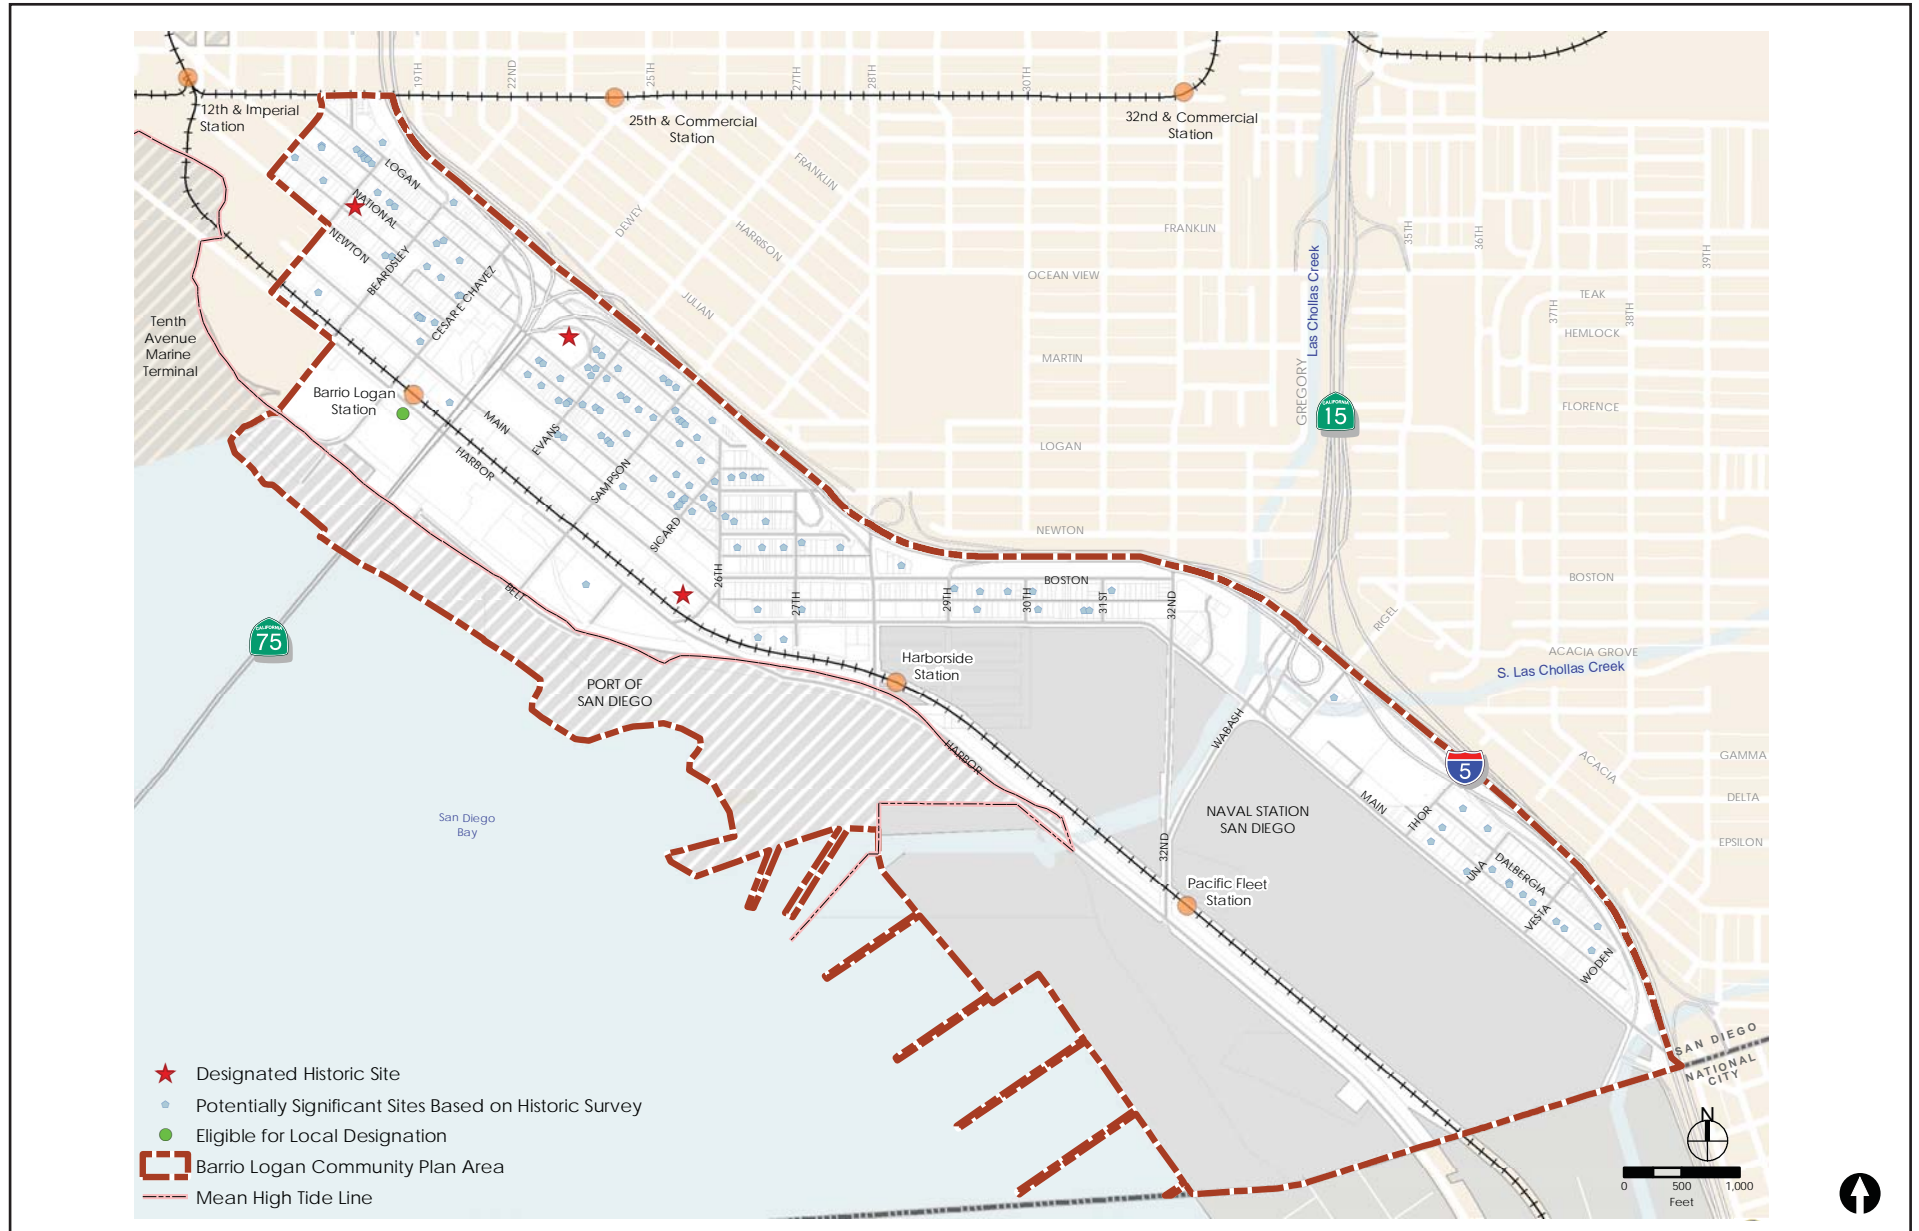 19TH
22ND
25TH
27TH
28TH
30TH
12th & Imperial
Station
25th & Commercial
Station
32nd & Commercial
Station
LOGAN
NATIONAL
NEWTON
BEARDSLEY
CESAR E CHAVEZ
FRANKLIN
DEWEY
HARRISON
JULIAN
FRANKLIN
OCEAN VIEW
35TH
36TH
39TH
Las Chollas Creek
TEAK
37TH
38TH
HEMLOCK
Tenth
Avenue
Marine
Terminal
MARTIN
GREGORY
CALIFORNIA
15
FLORENCE
Barrio Logan
Station
MAIN
EVANS
HARBOR
SAMPSON
SICARD
LOGAN
NEWTON
26TH
27TH
BELT
BOSTON
29TH
30TH
31ST
32ND
BOSTON
RIGEL
ACACIA GROVE
S. Las Chollas Creek
CALIFORNIA
75
Harborside
Station
PORT OF
SAN DIEGO
HARBOR
WABASH
ACACIA
GAMMA
DELTA
EPSILON
5
San Diego
Bay
NAVAL STATION
SAN DIEGO
32ND
MAIN
THOR
UNA
DALBERGIA
VESTA
WODEN
Pacific Fleet
Station
SAN DIEGO
NATIONAL
CITY
Designated Historic Site
Potentially Significant Sites Based on Historic Survey
Eligible for Local Designation
Barrio Logan Community Plan Area
Mean High Tide Line
N
0 500 1,000
Feet